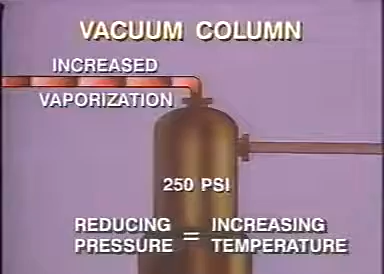 VACUUM COLUMN
INCREASED
VAPORIZATION
250 PSI
REDUCING = INCREASING
PRESSURE TEMPERATURE